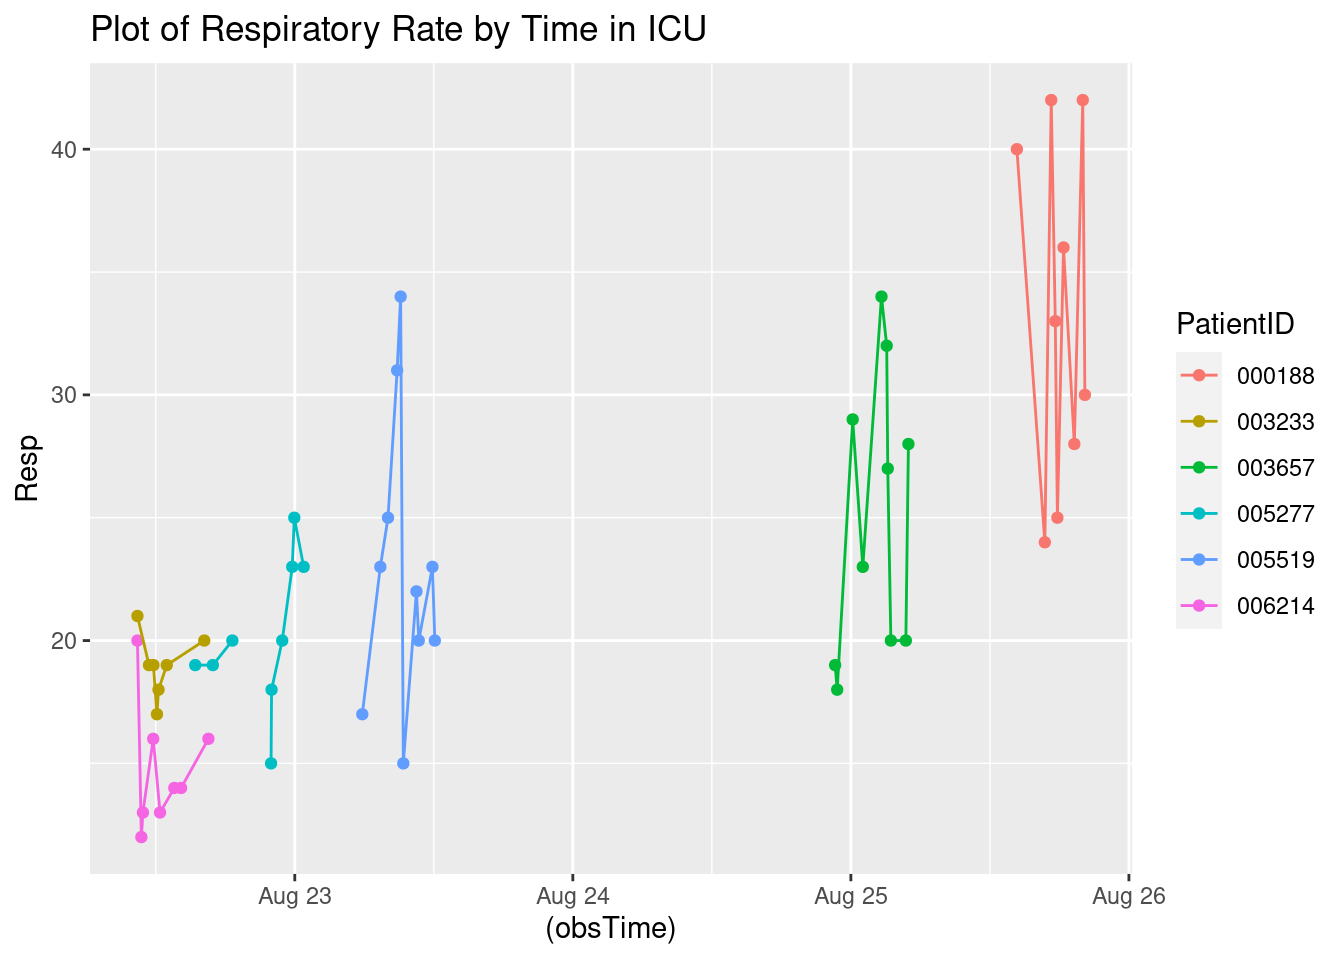 Plot of Respiratory Rate by Time in ICU
40
30
20
Resp
Aug 23
Aug 24
Aug 25
Aug 26
(obsTime)
PatientID
000188
003233
003657
005277
005519
006214